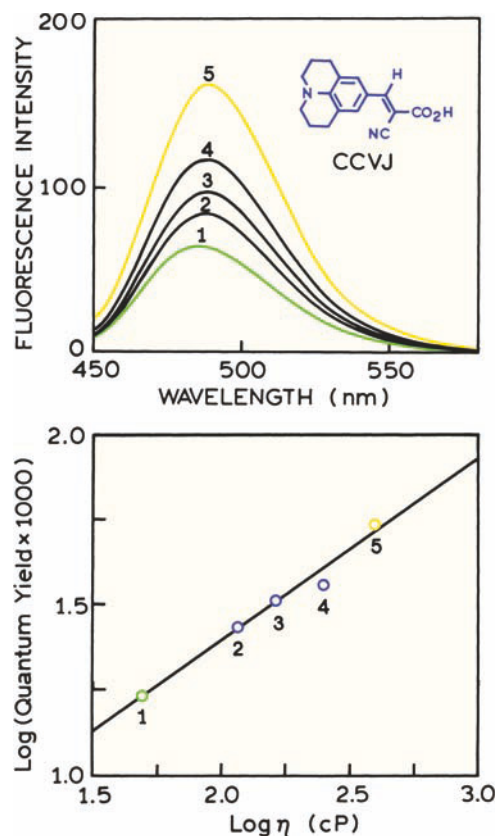 200
100
0
FLUORESCENCE INTENSITY
5
4
3
2
1
N
H
CO₂H
NC
CCVJ
450
500
550
WAVELENGTH (nm)
2.0
1.5
1.0
Log (Quantum Yield × 1000)
1
2
3
4
5
1.5
2.0
2.5
3.0
Log η (cP)